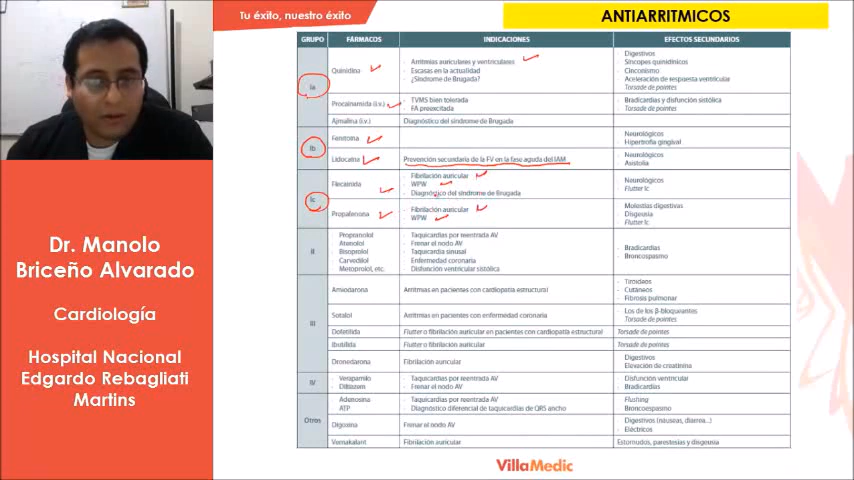 Tu éxito, nuestro éxito
ANTIARRITMICOS
Dr. Manolo
Briceño Alvarado
Cardiología
Hospital Nacional
Edgardo Rebagliati
Martins
GRUPO FÁRMACOS INDICACIONES EFECTOS SECUNDARIOS
Ia
Quinidina
- Arritmias auriculares y ventriculares
- Escasas en la actualidad
- ¿Síndrome de Brugada?
- Digestivos
- Síncopes quinidínicos
- Cinconismo
- Aceleración de respuesta ventricular
- Torsade de pointes
Procainamida (i.v.)
- TVMS bien tolerada
- FA preexcitada
- Bradicardias y disfunción sistólica
- Torsade de pointes
Ajmalina (i.v.) Diagnóstico del síndrome de Brugada
Ib
Fenitoína
- Neurológicos
- Hipertrofia gingival
Lidocaína Prevención secundaria de la FV en la fase aguda del IAM
- Neurológicos
- Asistolia
Ic
Flecainida
- Fibrilación auricular
- WPW
- Diagnóstico del síndrome de Brugada
- Neurológicos
- Flutter Ic
Propafenona
- Fibrilación auricular
- WPW
- Molestias digestivas
- Disgeusia
- Flutter Ic
II
- Propranolol
- Atenolol
- Bisoprolol
- Carvedilol
- Metoprolol, etc.
- Taquicardias por reentrada AV
- Frenar el nodo AV
- Taquicardia sinusal
- Enfermedad coronaria
- Disfunción ventricular sistólica
- Bradicardias
- Broncospasmo
III
Amiodarona Arritmias en pacientes con cardiopatía estructural
- Tiroideos
- Cutáneos
- Fibrosis pulmonar
Sotalol Arritmias en pacientes con enfermedad coronaria
- Los de los β-bloqueantes
- Torsade de pointes
Dofetilida Flutter o fibrilación auricular en pacientes con cardiopatía estructural Torsade de pointes
Ibutilida Flutter o fibrilación auricular Torsade de pointes
Dronedarona Fibrilación auricular
- Digestivos
- Elevación de creatinina
IV
- Verapamilo
- Diltiazem
- Taquicardias por reentrada AV
- Frenar el nodo AV
- Disfunción ventricular
- Bradicardias
Otros
Adenosina
ATP
- Taquicardias por reentrada AV
- Diagnóstico diferencial de taquicardias de QRS ancho
- Flushing
- Broncoespasmo
Digoxina Frenar el nodo AV
- Digestivos (náuseas, diarrea...)
- Eléctricos
Vernakalant Fibrilación auricular Estornudos, parestesias y disgeusia
VillaMedic